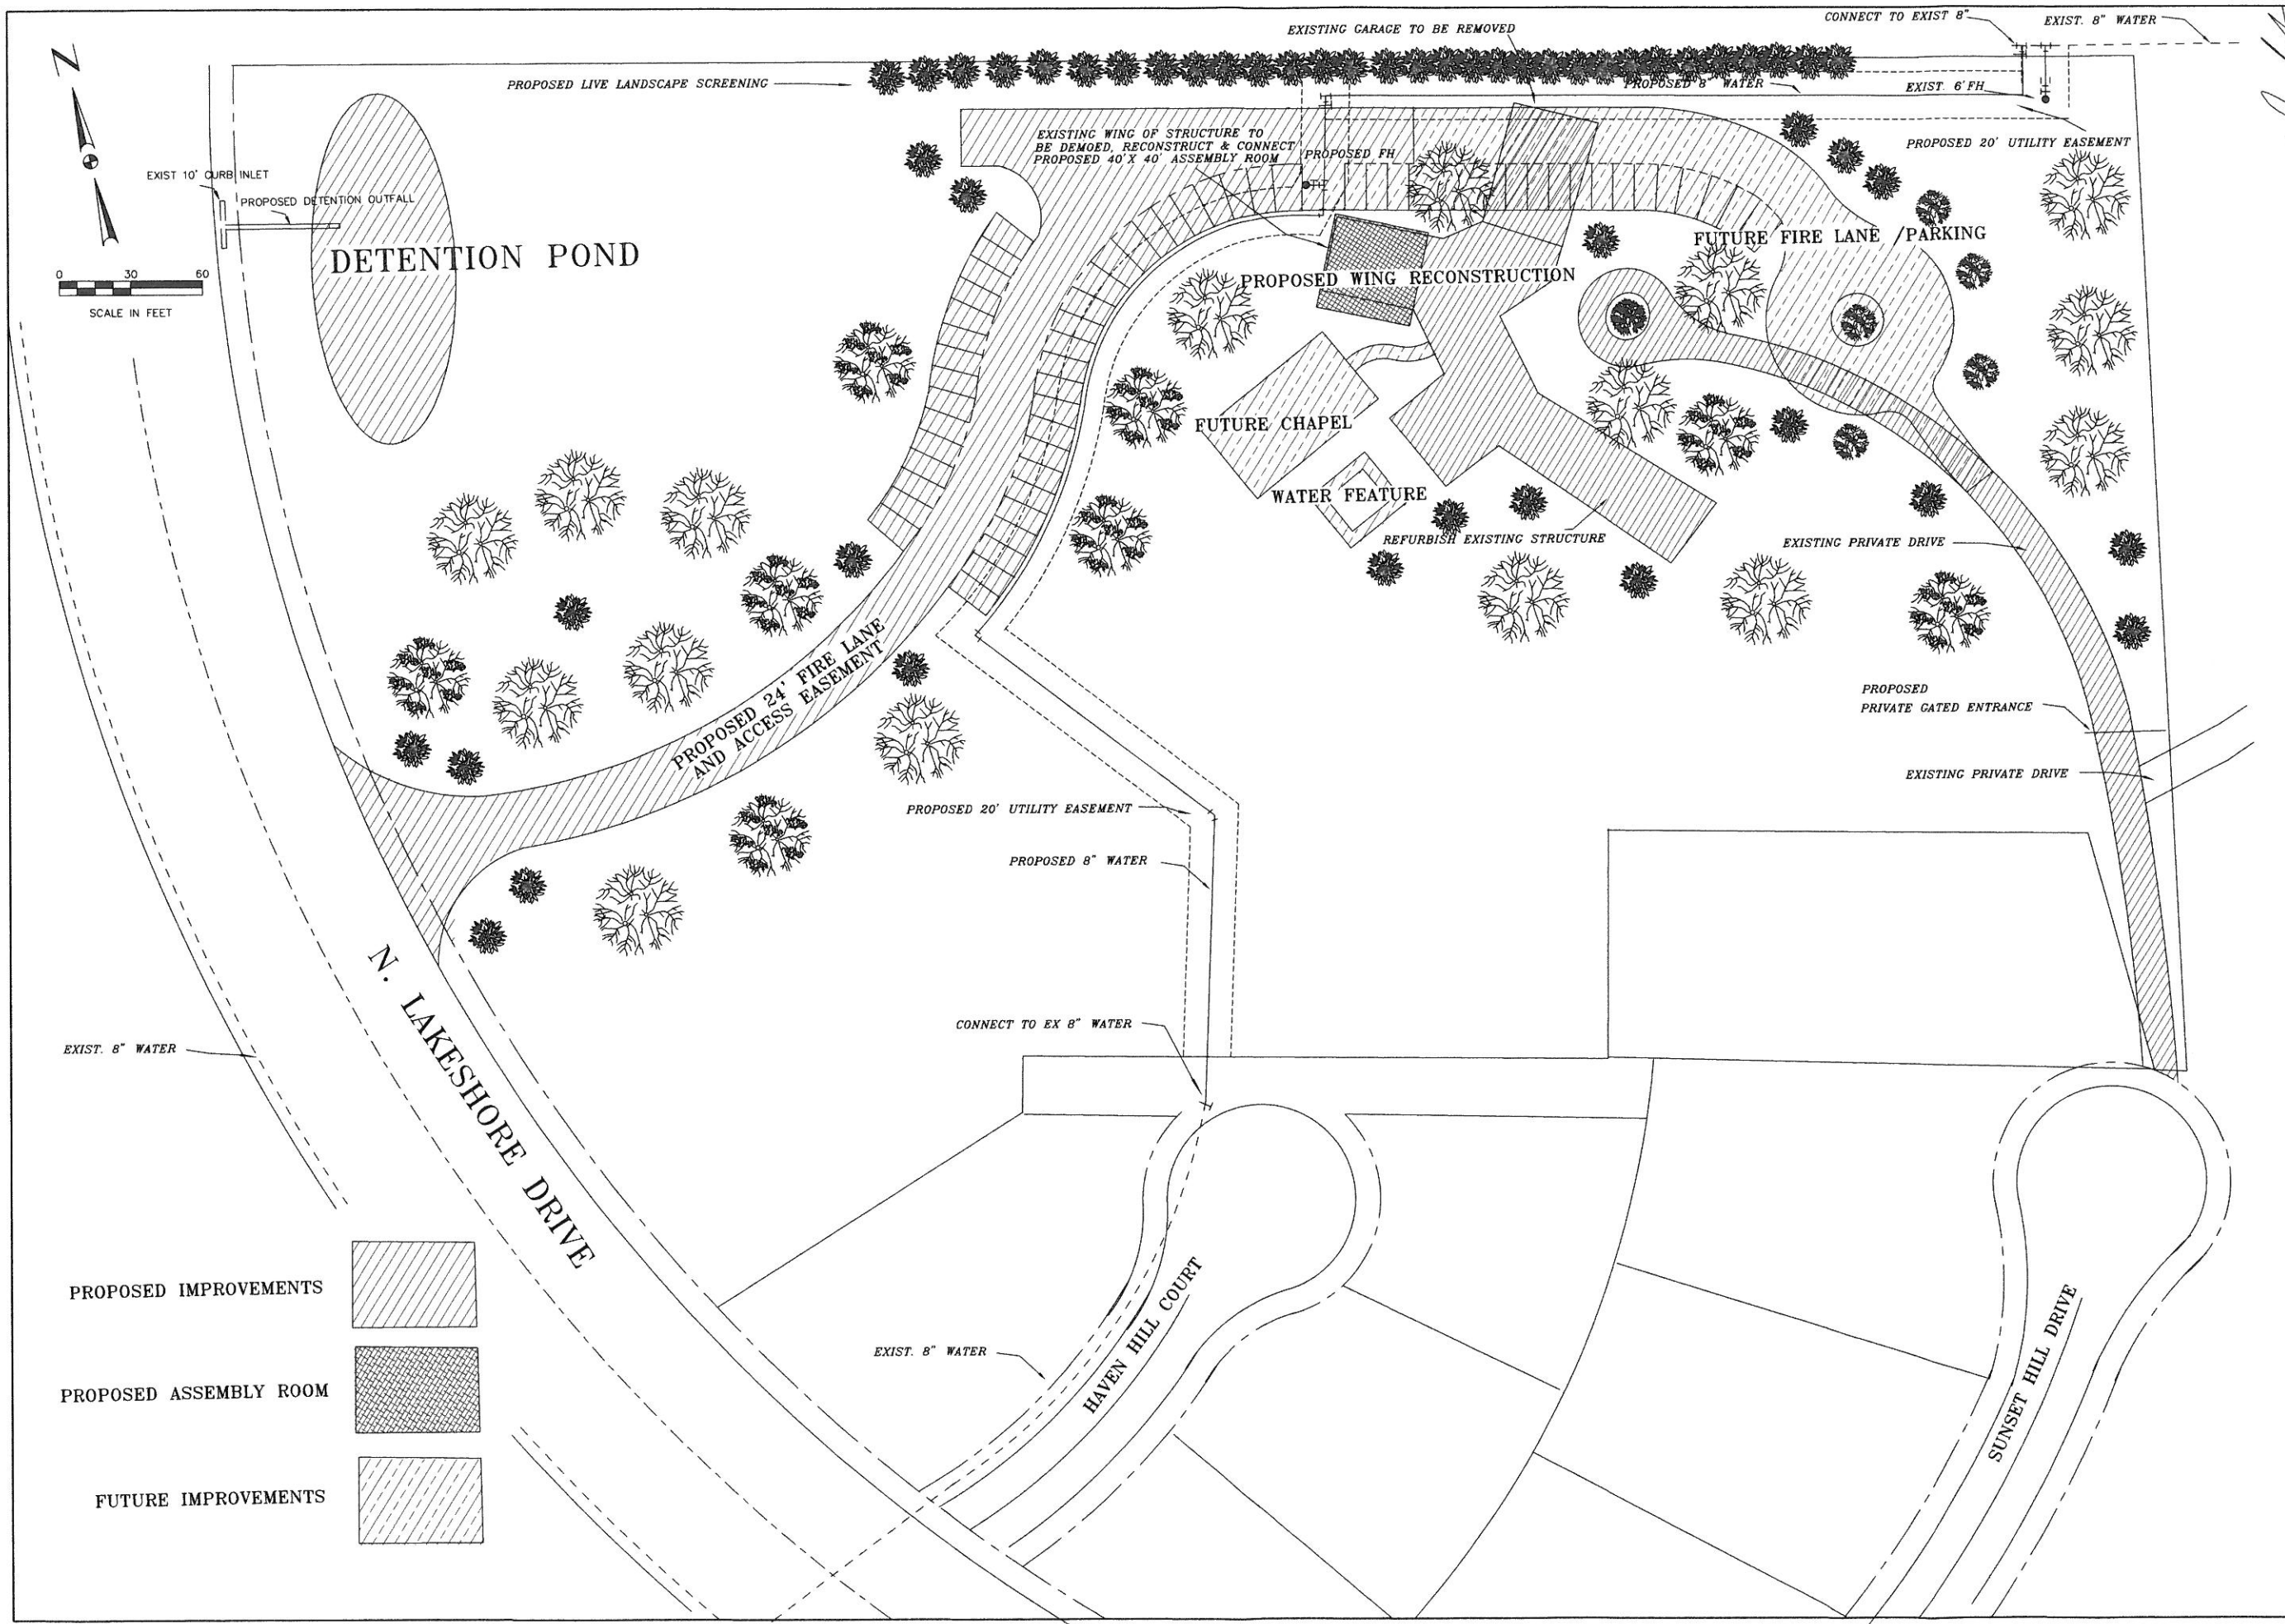 CONNECT TO EXIST 8"
EXIST. 8" WATER
EXISTING GARAGE TO BE REMOVED
N
PROPOSED LIVE LANDSCAPE SCREENING
PROPOSED 8" WATER
EXIST. 6'FH
EXISTING WING OF STRUCTURE TO
BE DEMOED, RECONSTRUCT & CONNECT
PROPOSED 40'X 40' ASSEMBLY ROOM
PROPOSED FH
PROPOSED 20' UTILITY EASEMENT
EXIST 10' CURB INLET
PROPOSED DETENTION OUTFALL
DETENTION POND
FUTURE FIRE LANE /PARKING
0 30 60
SCALE IN FEET
PROPOSED WING RECONSTRUCTION
FUTURE CHAPEL
WATER FEATURE
REFURBISH EXISTING STRUCTURE
EXISTING PRIVATE DRIVE
PROPOSED 24' FIRE LANE
AND ACCESS EASEMENT
PROPOSED
PRIVATE GATED ENTRANCE
EXISTING PRIVATE DRIVE
PROPOSED 20' UTILITY EASEMENT
PROPOSED 8" WATER
CONNECT TO EX 8" WATER
EXIST. 8" WATER
N. LAKESHORE DRIVE
PROPOSED IMPROVEMENTS
PROPOSED ASSEMBLY ROOM
FUTURE IMPROVEMENTS
EXIST. 8" WATER
HAVEN HILL COURT
SUNSET HILL DRIVE